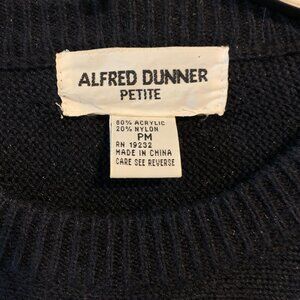 ALFRED DUNNER
PETITE
80% ACRYLIC
20% NYLON
PM
RN 19232
MADE IN CHINA
CARE SEE REVERSE